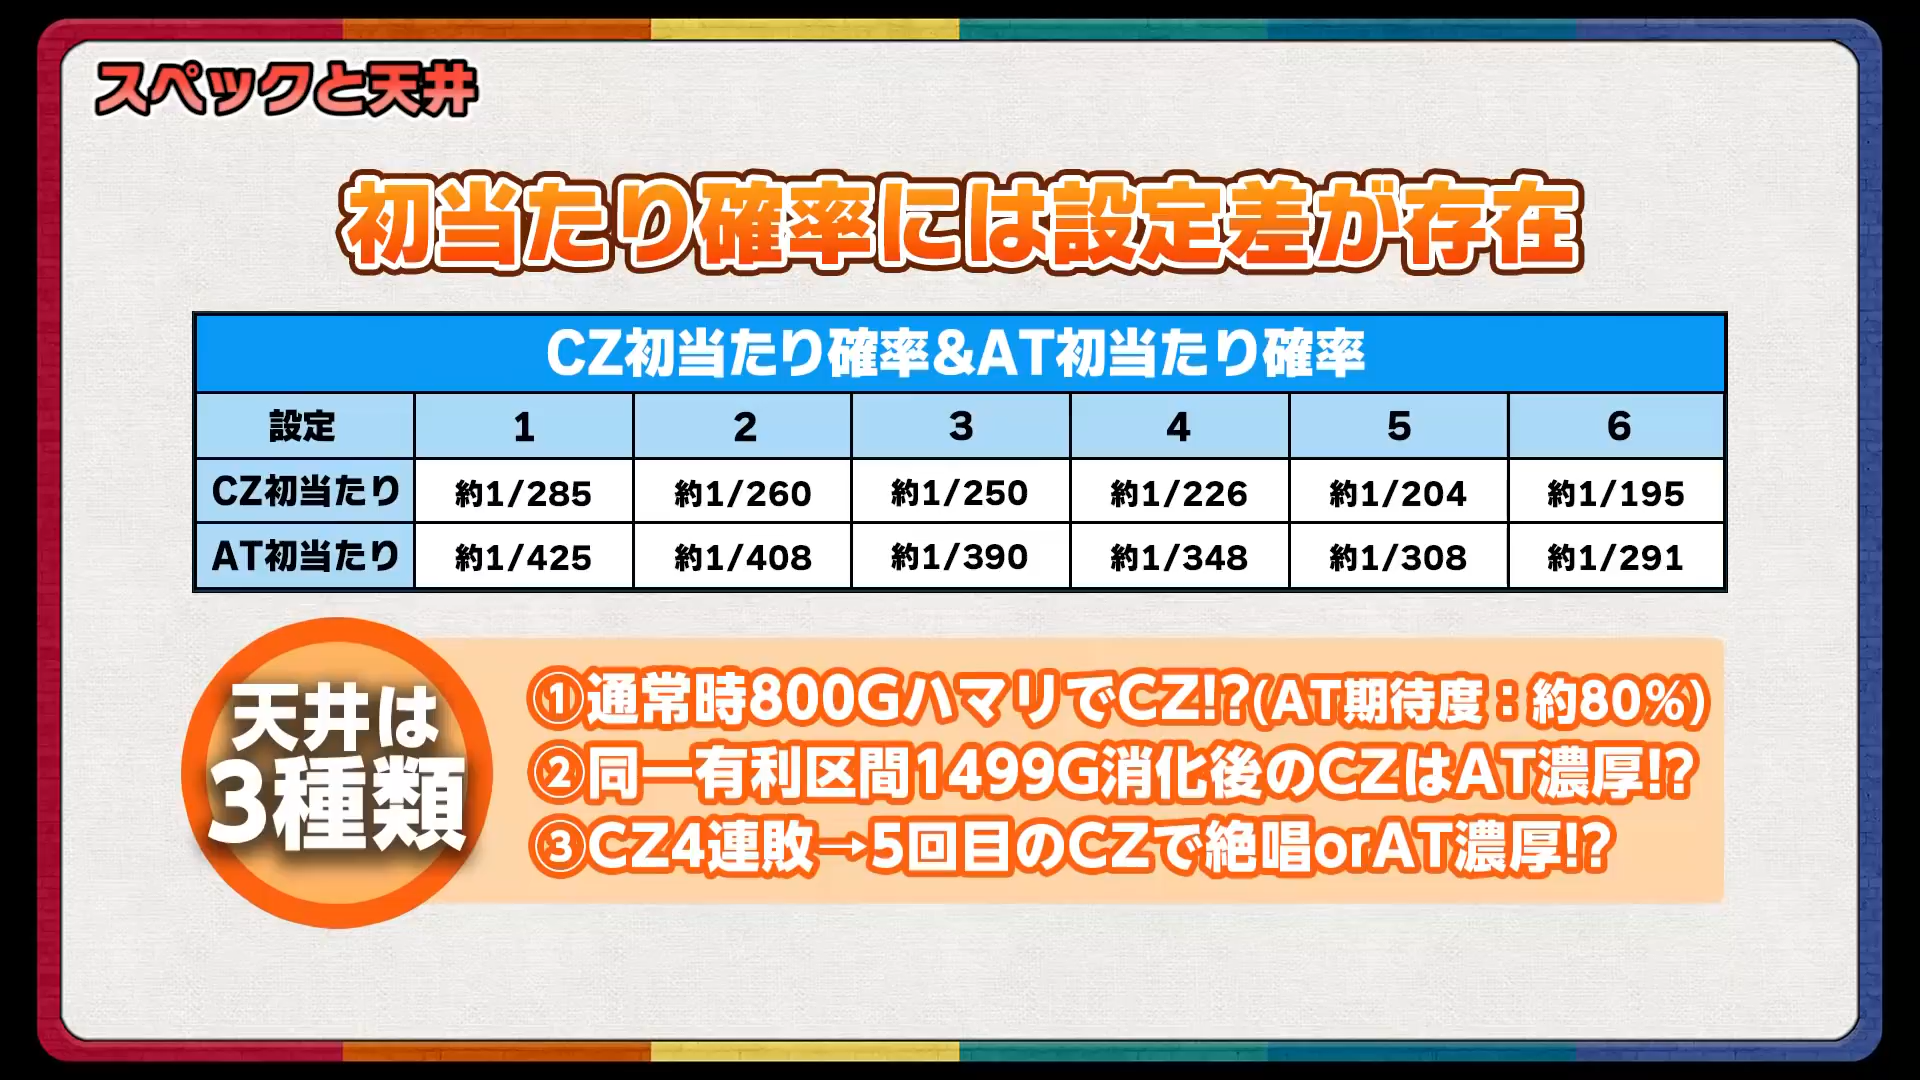 スペックと天井
初当たり確率には設定差が存在
CZ初当たり確率&AT初当たり確率
設定 1 2 3 4 5 6
CZ初当たり 約1/285 約1/260 約1/250 約1/226 約1/204 約1/195
AT初当たり 約1/425 約1/408 約1/390 約1/348 約1/308 約1/291
天井は
3種類
①通常時800GハマリでCZ!?(AT期待度：約80%)
②同一有利区間1499G消化後のCZはAT濃厚!?
③CZ4連敗→5回目のCZで絶唱orAT濃厚!?